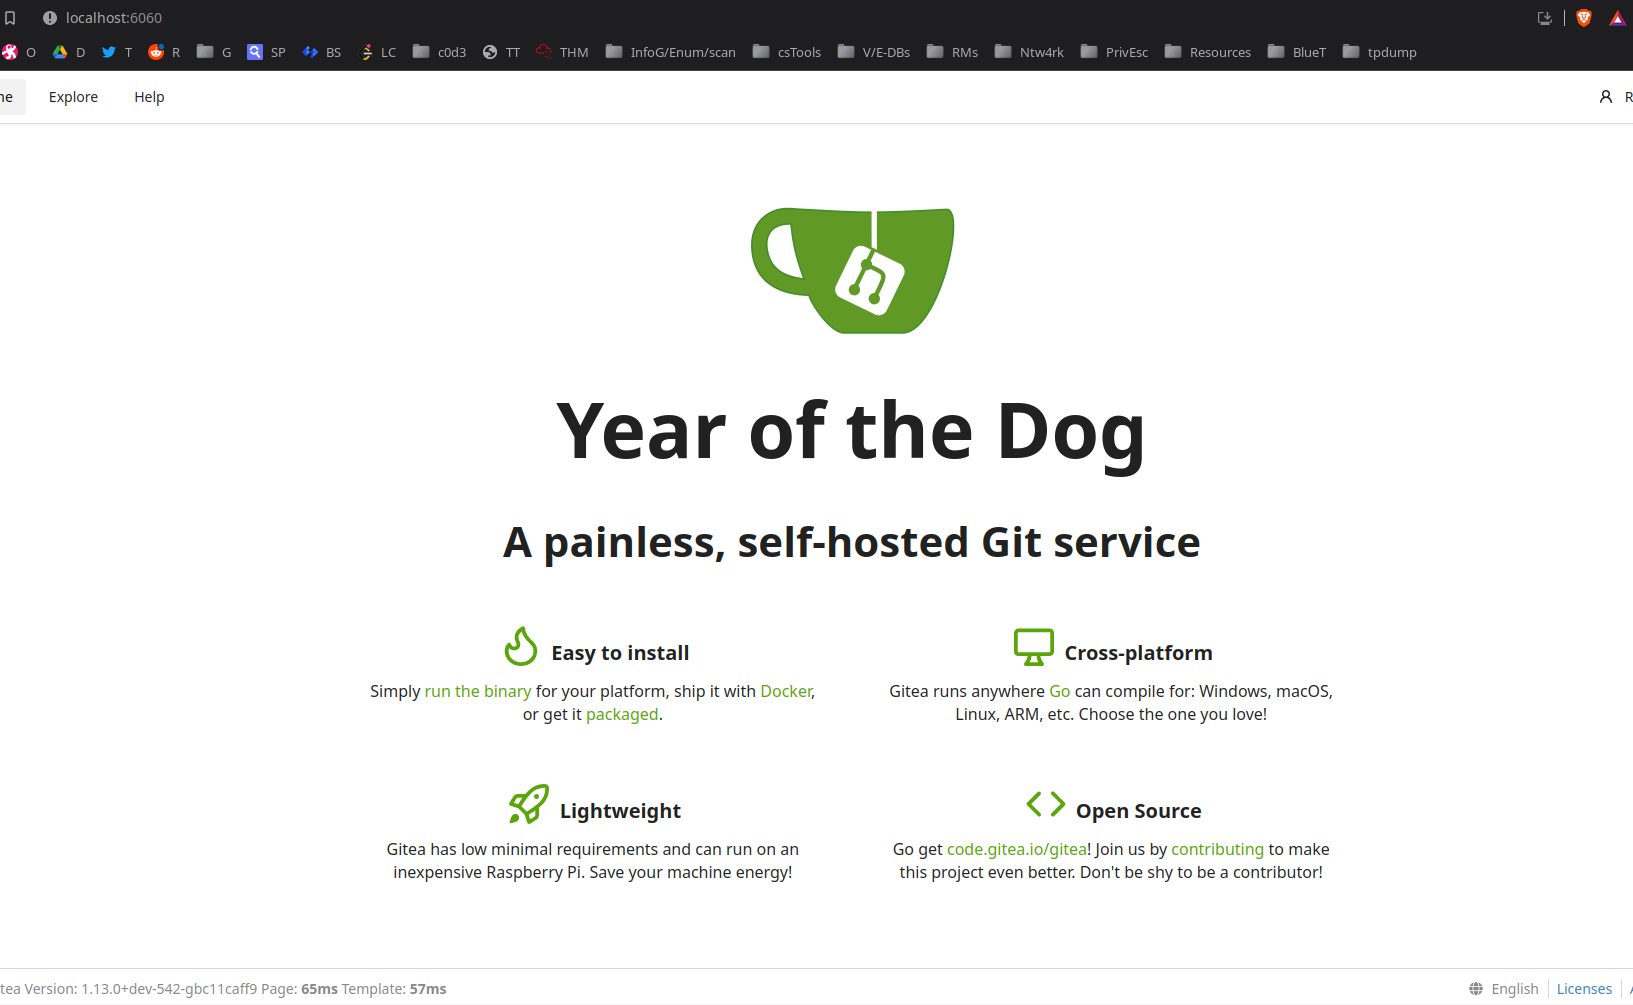 localhost:6060
O D T R G SP BS LC c0d3 TT THM InfoG/Enum/scan csTools V/E-DBs RMs Ntw4rk PrivEsc Resources BlueT tpdump
Explore Help
Year of the Dog
A painless, self-hosted Git service
Easy to install
Simply run the binary for your platform, ship it with Docker,
or get it packaged.
Cross-platform
Gitea runs anywhere Go can compile for: Windows, macOS,
Linux, ARM, etc. Choose the one you love!
Lightweight
Gitea has low minimal requirements and can run on an
inexpensive Raspberry Pi. Save your machine energy!
Open Source
Go get code.gitea.io/gitea! Join us by contributing to make
this project even better. Don't be shy to be a contributor!
tea Version: 1.13.0+dev-542-gbc11caff9 Page: 65ms Template: 57ms
English Licenses